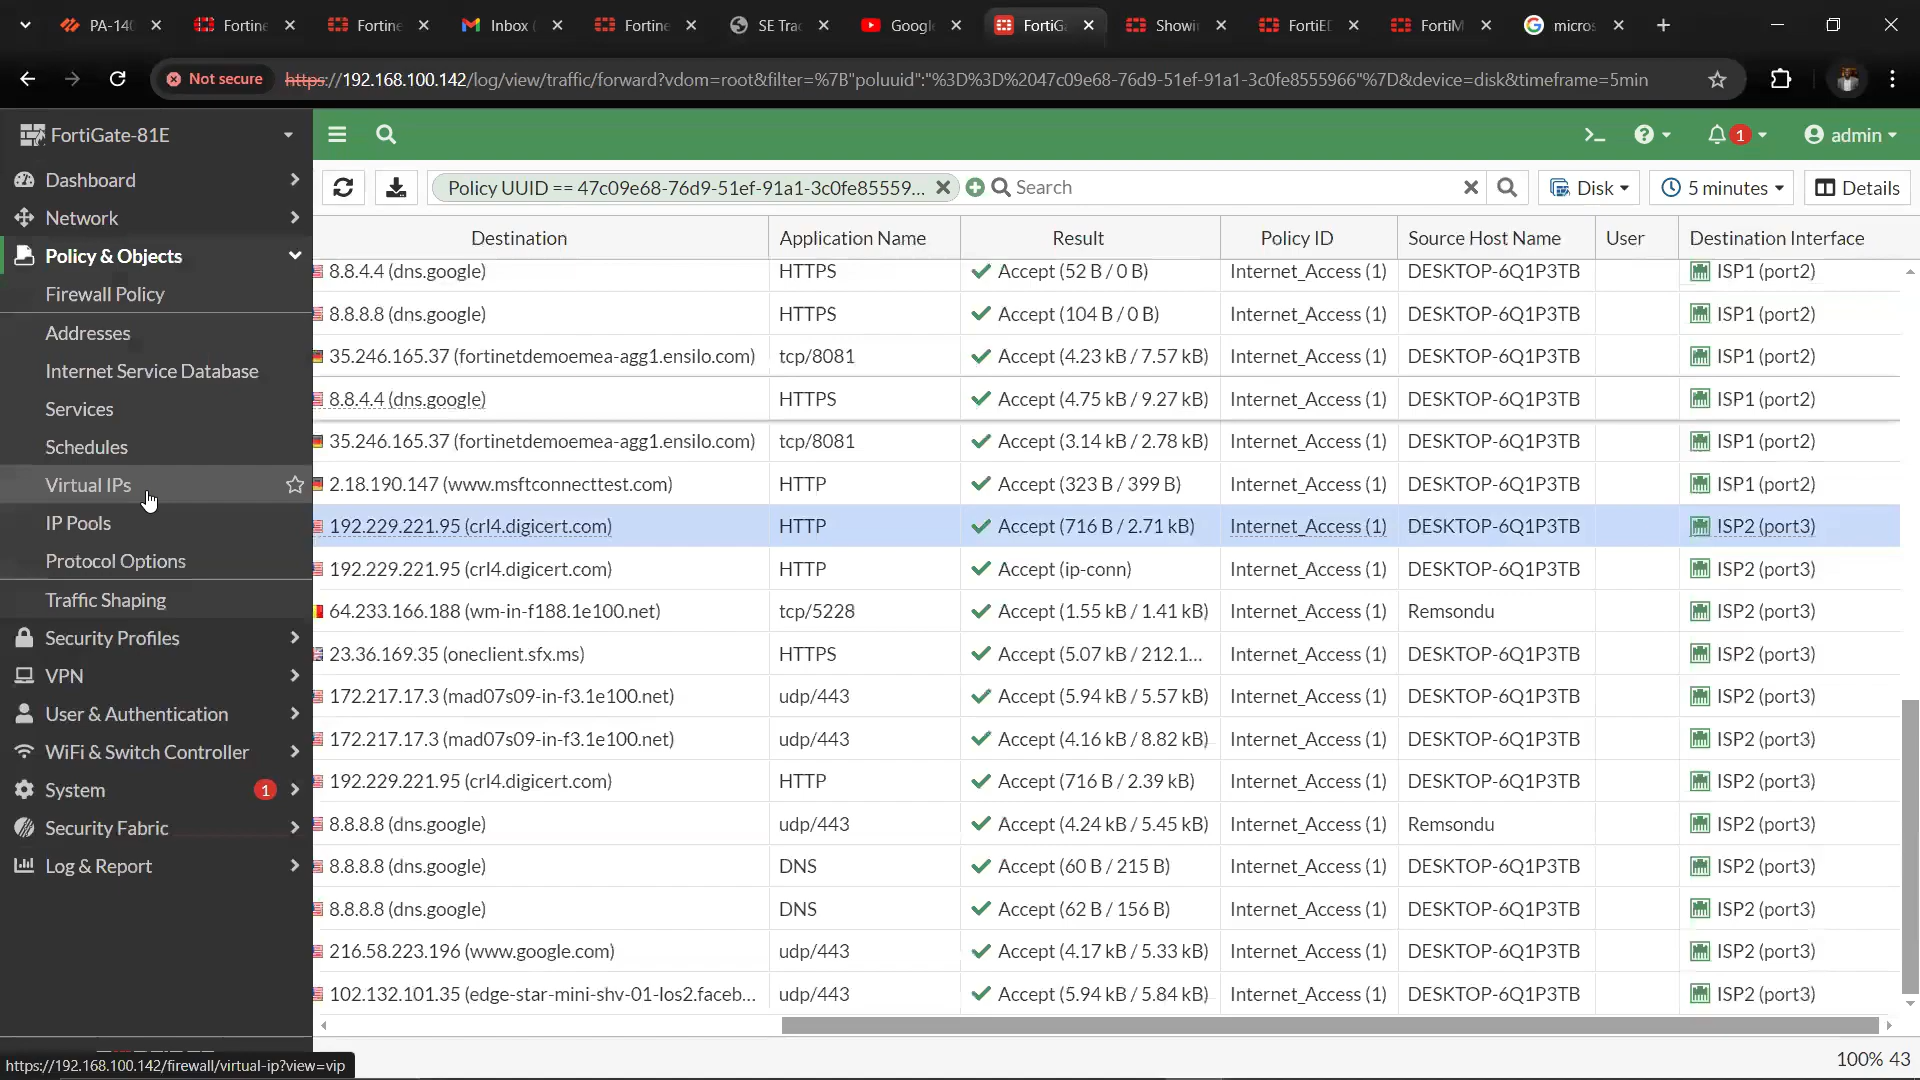 PA-140
Fortine
Fortine
Inbox (
Fortine
SE Trac
Google
FortiGa
Showi
FortiED
FortiM
micros
Not secure
https://192.168.100.142/log/view/traffic/forward?vdom=root&filter=%7B"poluuid":"%3D%3D%2047c09e68-76d9-51ef-91a1-3c0fe8555966"%7D&device=disk&timeframe=5min
FortiGate-81E
1
admin
Dashboard
Network
Policy & Objects
Firewall Policy
Addresses
Internet Service Database
Services
Schedules
Virtual IPs
IP Pools
Protocol Options
Traffic Shaping
Security Profiles
VPN
User & Authentication
WiFi & Switch Controller
System 1
Security Fabric
Log & Report
Policy UUID == 47c09e68-76d9-51ef-91a1-3c0fe85559... Search
Disk
5 minutes
Details
Destination Application Name Result Policy ID Source Host Name User Destination Interface
8.8.4.4 (dns.google) HTTPS Accept (52 B / 0 B) Internet_Access (1) DESKTOP-6Q1P3TB ISP1 (port2)
8.8.8.8 (dns.google) HTTPS Accept (104 B / 0 B) Internet_Access (1) DESKTOP-6Q1P3TB ISP1 (port2)
35.246.165.37 (fortinetdemoemea-agg1.ensilo.com) tcp/8081 Accept (4.23 kB / 7.57 kB) Internet_Access (1) DESKTOP-6Q1P3TB ISP1 (port2)
8.8.4.4 (dns.google) HTTPS Accept (4.75 kB / 9.27 kB) Internet_Access (1) DESKTOP-6Q1P3TB ISP1 (port2)
35.246.165.37 (fortinetdemoemea-agg1.ensilo.com) tcp/8081 Accept (3.14 kB / 2.78 kB) Internet_Access (1) DESKTOP-6Q1P3TB ISP1 (port2)
2.18.190.147 (www.msftconnecttest.com) HTTP Accept (323 B / 399 B) Internet_Access (1) DESKTOP-6Q1P3TB ISP1 (port2)
192.229.221.95 (crl4.digicert.com) HTTP Accept (716 B / 2.71 kB) Internet_Access (1) DESKTOP-6Q1P3TB ISP2 (port3)
192.229.221.95 (crl4.digicert.com) HTTP Accept (ip-conn) Internet_Access (1) DESKTOP-6Q1P3TB ISP2 (port3)
64.233.166.188 (wm-in-f188.1e100.net) tcp/5228 Accept (1.55 kB / 1.41 kB) Internet_Access (1) Remsondu ISP2 (port3)
23.36.169.35 (oneclient.sfx.ms) HTTPS Accept (5.07 kB / 212.1... Internet_Access (1) DESKTOP-6Q1P3TB ISP2 (port3)
172.217.17.3 (mad07s09-in-f3.1e100.net) udp/443 Accept (5.94 kB / 5.57 kB) Internet_Access (1) DESKTOP-6Q1P3TB ISP2 (port3)
172.217.17.3 (mad07s09-in-f3.1e100.net) udp/443 Accept (4.16 kB / 8.82 kB) Internet_Access (1) DESKTOP-6Q1P3TB ISP2 (port3)
192.229.221.95 (crl4.digicert.com) HTTP Accept (716 B / 2.39 kB) Internet_Access (1) DESKTOP-6Q1P3TB ISP2 (port3)
8.8.8.8 (dns.google) udp/443 Accept (4.24 kB / 5.45 kB) Internet_Access (1) Remsondu ISP2 (port3)
8.8.8.8 (dns.google) DNS Accept (60 B / 215 B) Internet_Access (1) DESKTOP-6Q1P3TB ISP2 (port3)
8.8.8.8 (dns.google) DNS Accept (62 B / 156 B) Internet_Access (1) DESKTOP-6Q1P3TB ISP2 (port3)
216.58.223.196 (www.google.com) udp/443 Accept (4.17 kB / 5.33 kB) Internet_Access (1) DESKTOP-6Q1P3TB ISP2 (port3)
102.132.101.35 (edge-star-mini-shv-01-los2.faceb... udp/443 Accept (5.94 kB / 5.84 kB) Internet_Access (1) DESKTOP-6Q1P3TB ISP2 (port3)
100% 43
https://192.168.100.142/firewall/virtual-ip?view=vip